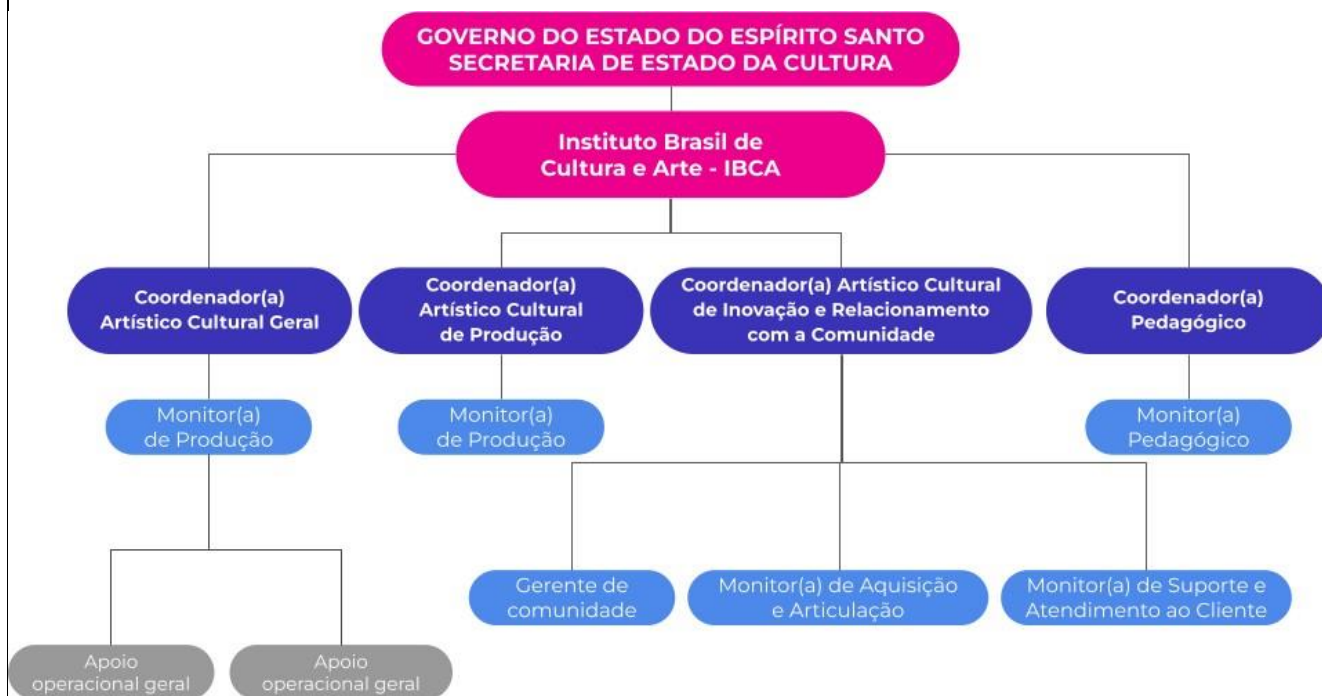 GOVERNO DO ESTADO DO ESPÍRITO SANTO
SECRETARIA DE ESTADO DA CULTURA
Instituto Brasil de
Cultura e Arte - IBCA
Coordenador(a)
Artístico Cultural Geral
Coordenador(a)
Artístico Cultural
de Produção
Coordenador(a) Artístico Cultural
de Inovação e Relacionamento
com a Comunidade
Coordenador(a)
Pedagógico
Monitor(a)
de Produção
Monitor(a)
de Produção
Monitor(a)
Pedagógico
Gerente de
comunidade
Monitor(a) de Aquisição
e Articulação
Monitor(a) de Suporte e
Atendimento ao Cliente
Apoio
operacional geral
Apoio
operacional geral